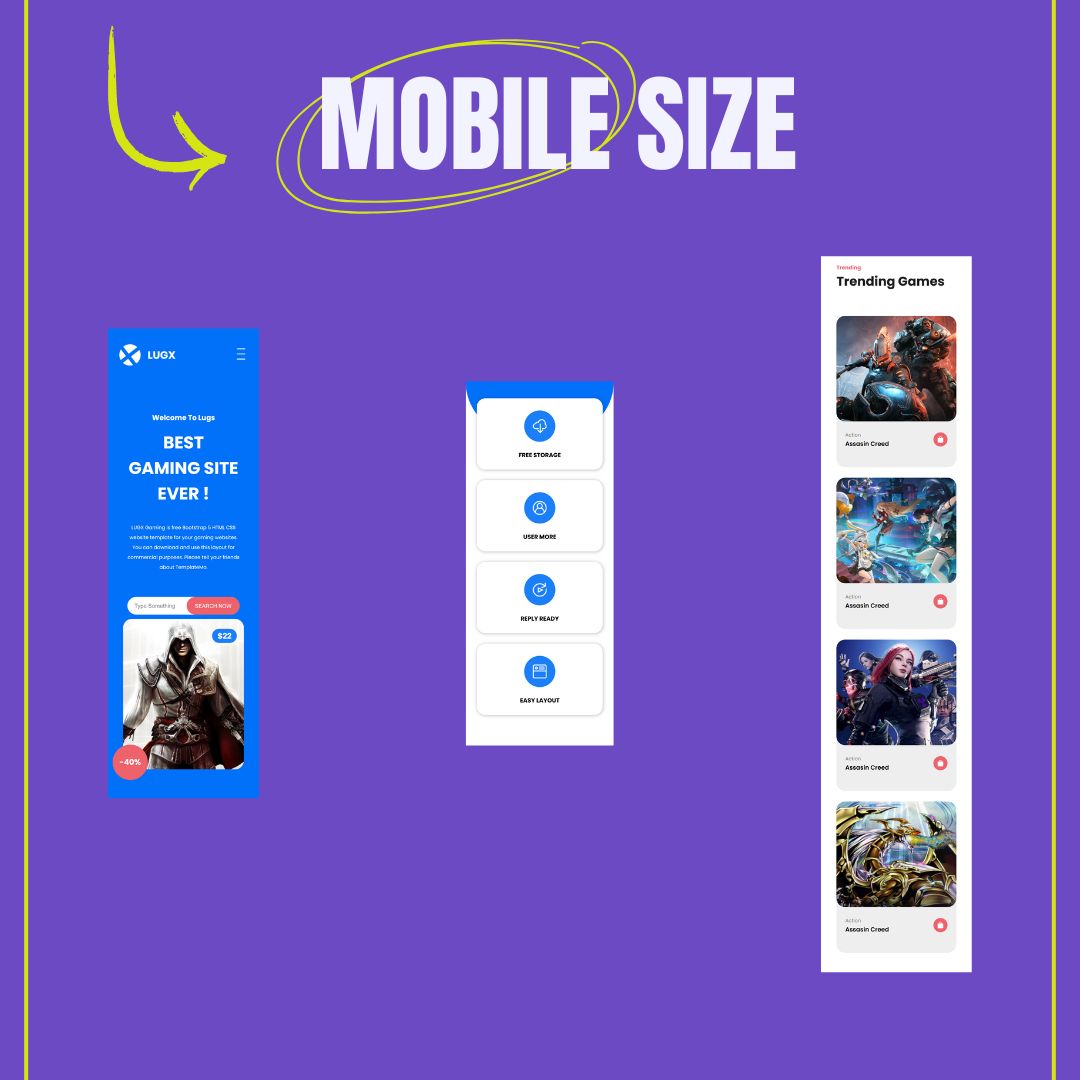 MOBILE SIZE
LUGX
Welcome To Lugs
BEST
GAMING SITE
EVER !
LUGX Gaming is free Bootstrap 5 HTML CSS
website template for your gaming websites.
You can download and use this layout for
commercial purposes. Please tell your friends
about TemplateMo.
Type Something
SEARCH NOW
$22
-40%
FREE STORAGE
USER MORE
REPLY READY
EASY LAYOUT
Trending
Trending Games
Action
Assasin Creed
Action
Assasin Creed
Action
Assasin Creed
Action
Assasin Creed